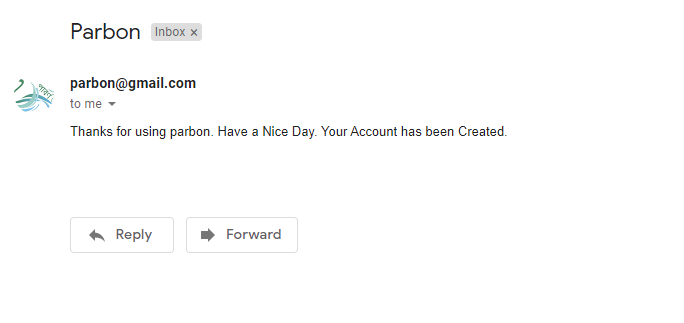 Parbon Inbox ×
parbon@gmail.com
to me
Thanks for using parbon. Have a Nice Day. Your Account has been Created.
Reply Forward